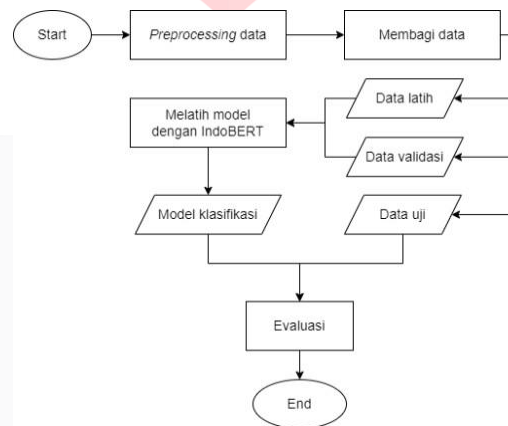 Start
Preprocessing data
Membagi data
Data latih
Melatih model
dengan IndoBERT
Data validasi
Model klasifikasi
Data uji
Evaluasi
End